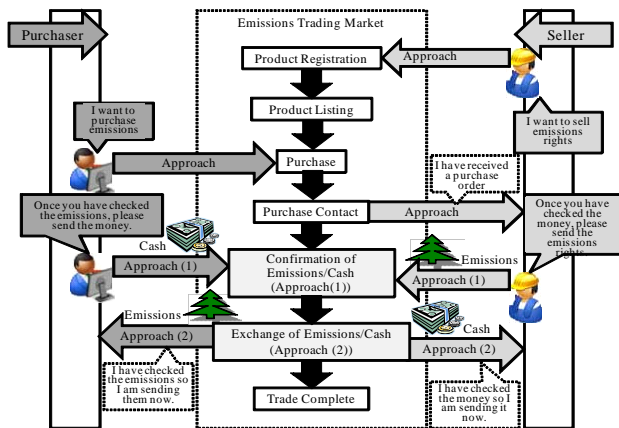 Emissions Trading Market
Purchaser
Seller
Product Registration
Approach
Product Listing
I want to
purchase
emissions
I want to sell
emissions
rights
Approach
Purchase
I have received
a purchase
order
Purchase Contact
Approach
Once you have checked
the emissions, please
send the money.
Once you have
checked the
money, please
send the
emissions
rights
Cash
Approach (1)
Confirmation of
Emissions/Cash
(Approach(1))
Emissions
Approach (1)
Emissions
Approach (2)
Exchange of Emissions/Cash
(Approach (2))
Cash
Approach (2)
I have checked
the emissions so
I am sending
them now.
I have checked
the money so I
am sending it
now.
Trade Complete